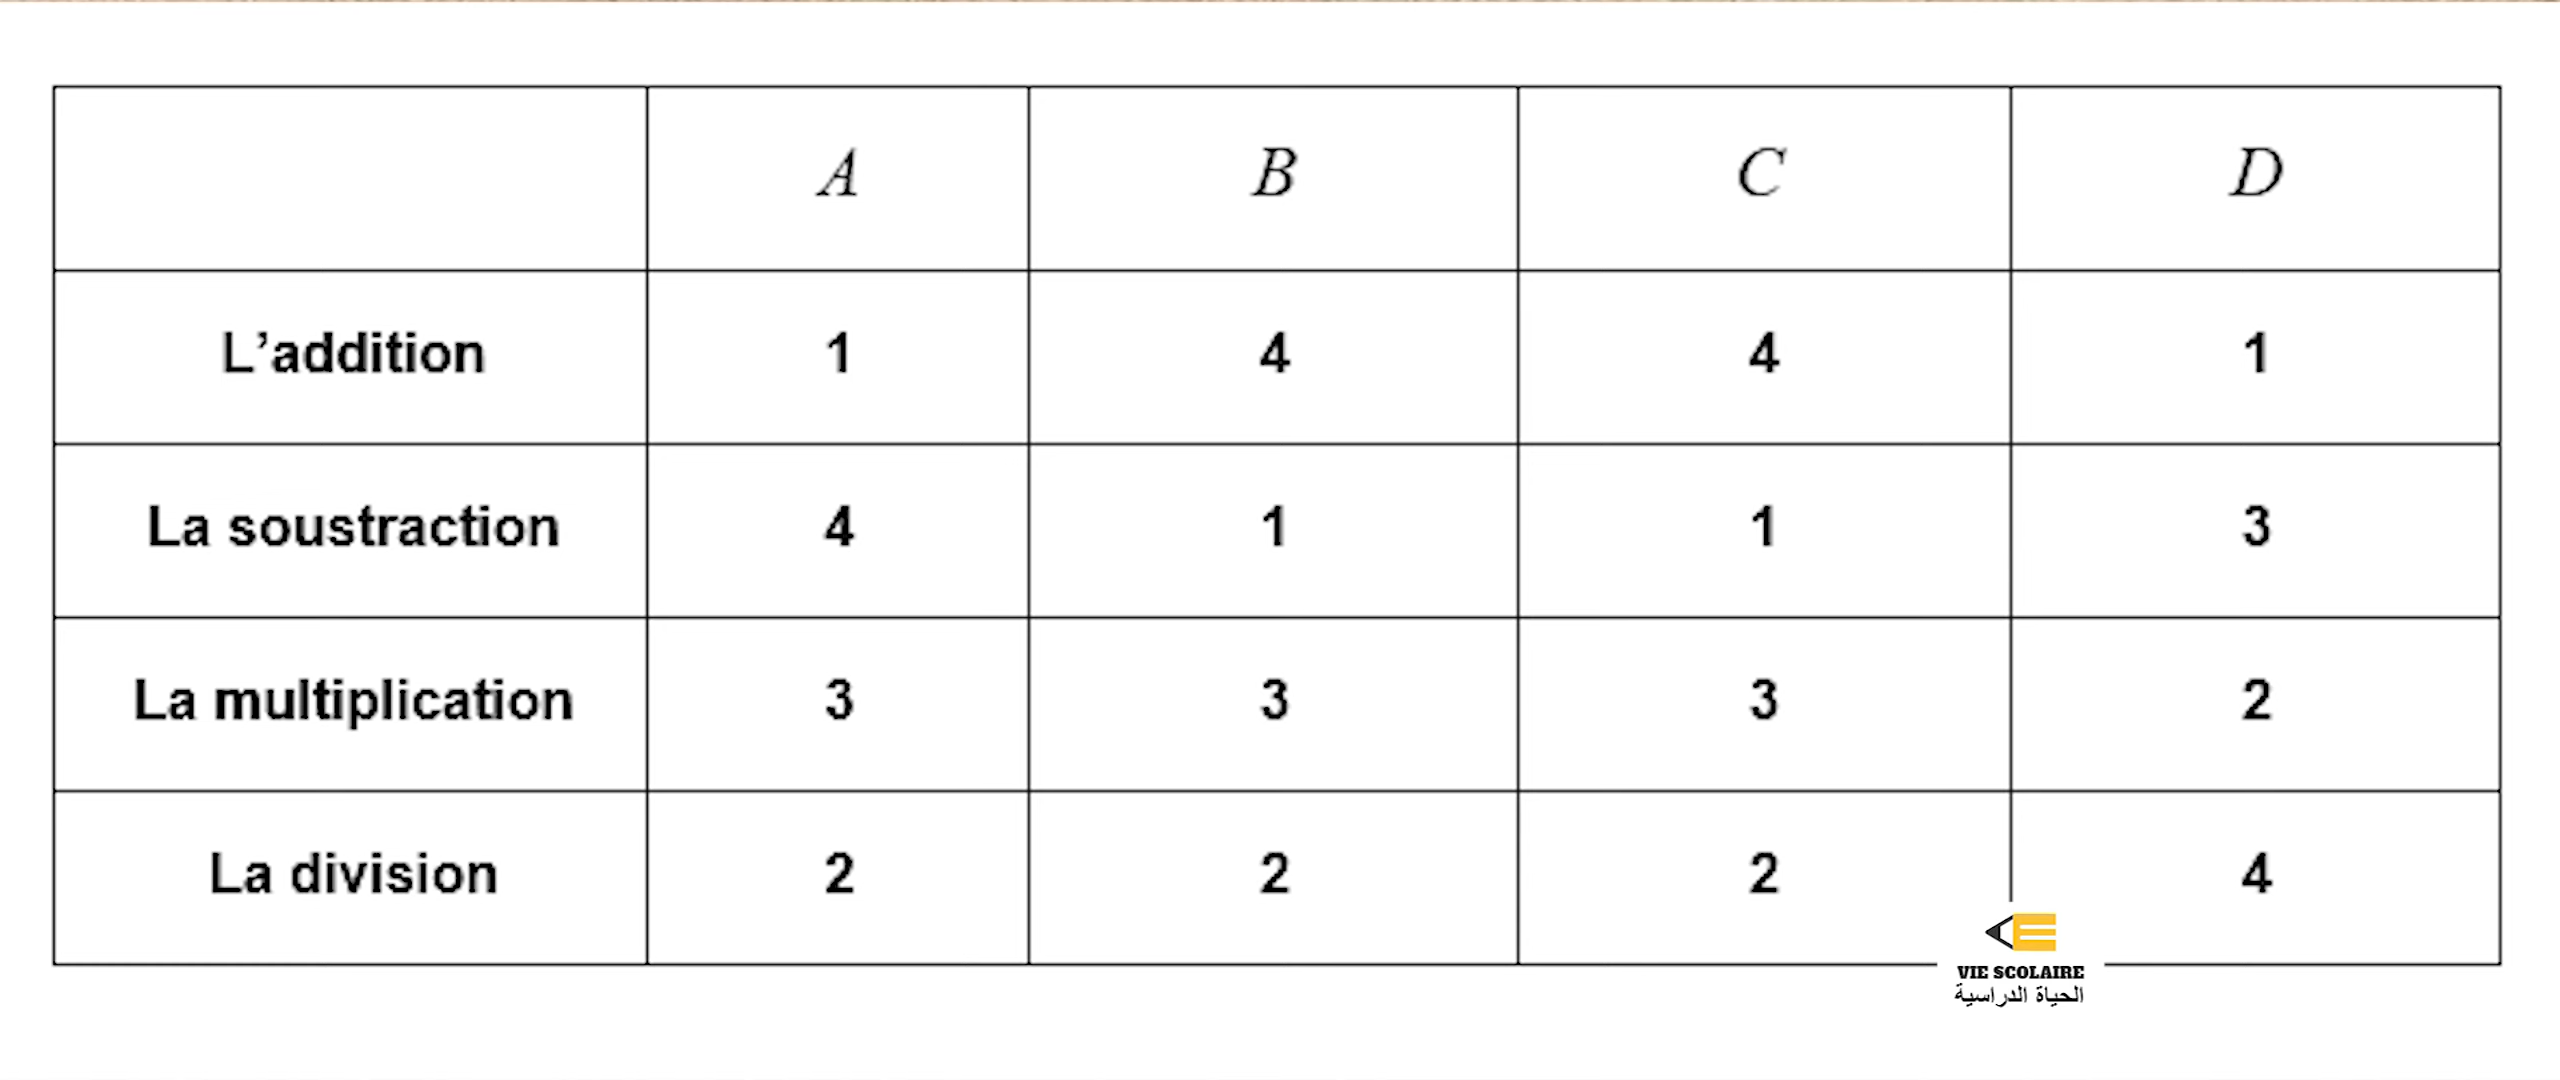 A B C D
L’addition 1 4 4 1
La soustraction 4 1 1 3
La multiplication 3 3 3 2
La division 2 2 2 4
VIE SCOLAIRE
الحياة الدراسية